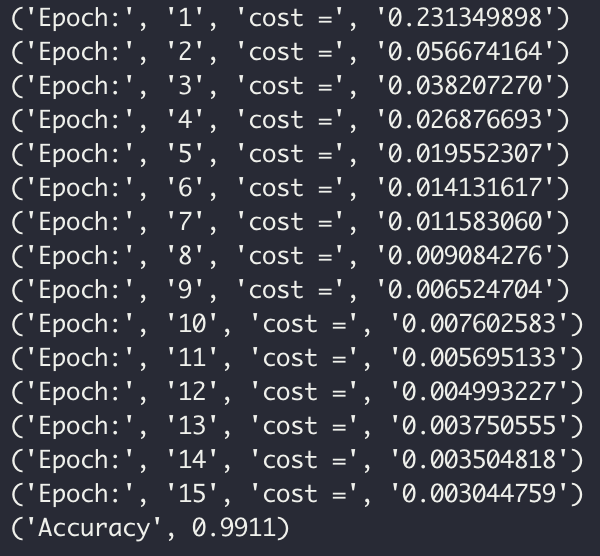 ('Epoch:', '1', 'cost =', '0.231349898')
('Epoch:', '2', 'cost =', '0.056674164')
('Epoch:', '3', 'cost =', '0.038207270')
('Epoch:', '4', 'cost =', '0.026876693')
('Epoch:', '5', 'cost =', '0.019552307')
('Epoch:', '6', 'cost =', '0.014131617')
('Epoch:', '7', 'cost =', '0.011583060')
('Epoch:', '8', 'cost =', '0.009084276')
('Epoch:', '9', 'cost =', '0.006524704')
('Epoch:', '10', 'cost =', '0.007602583')
('Epoch:', '11', 'cost =', '0.005695133')
('Epoch:', '12', 'cost =', '0.004993227')
('Epoch:', '13', 'cost =', '0.003750555')
('Epoch:', '14', 'cost =', '0.003504818')
('Epoch:', '15', 'cost =', '0.003044759')
('Accuracy', 0.9911)